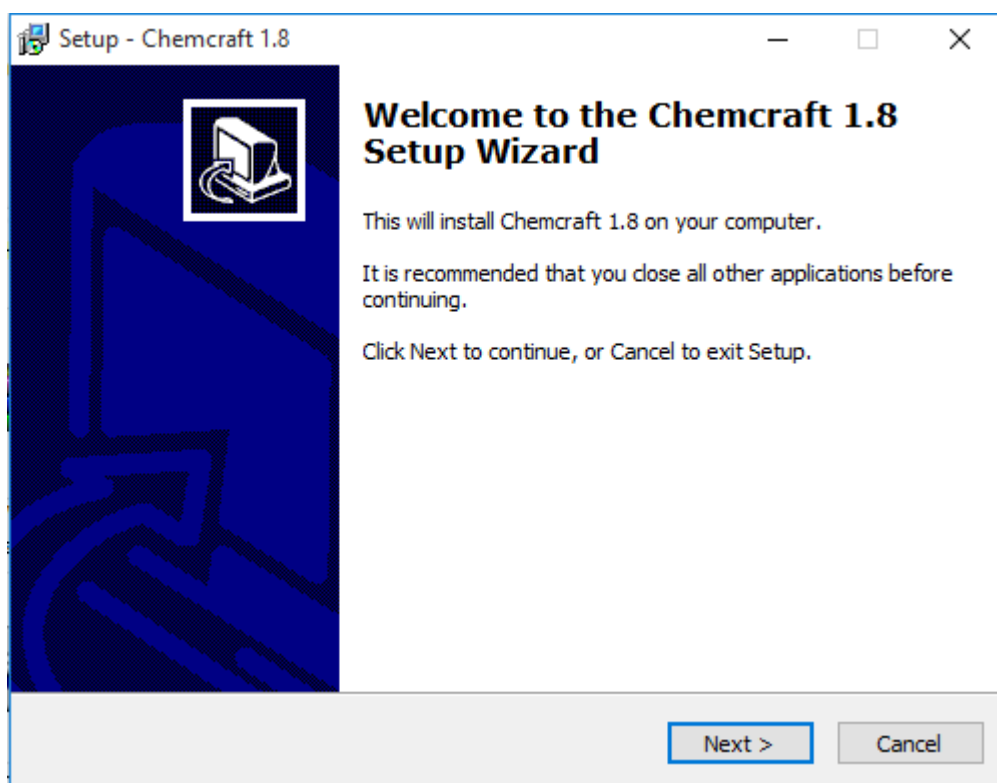 Setup - Chemcraft 1.8
Welcome to the Chemcraft 1.8
Setup Wizard
This will install Chemcraft 1.8 on your computer.
It is recommended that you close all other applications before
continuing.
Click Next to continue, or Cancel to exit Setup.
Next >
Cancel